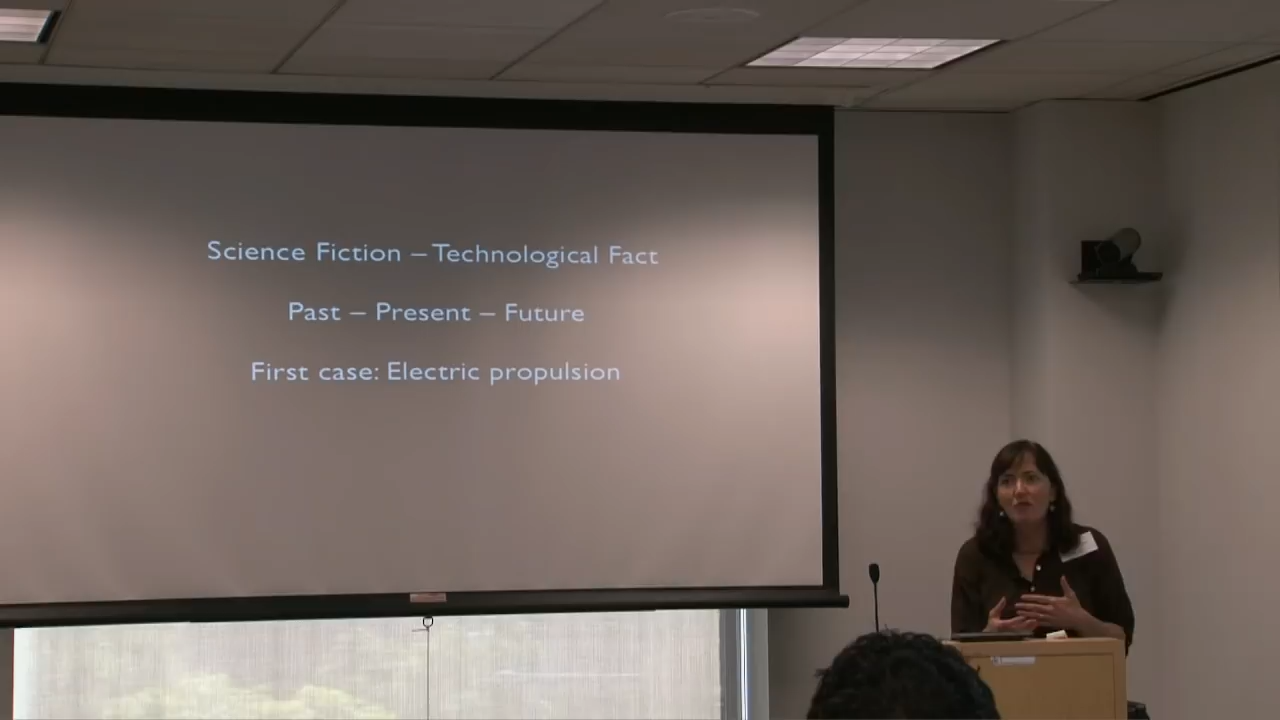 Science Fiction – Technological Fact
Past – Present – Future
First case: Electric propulsion